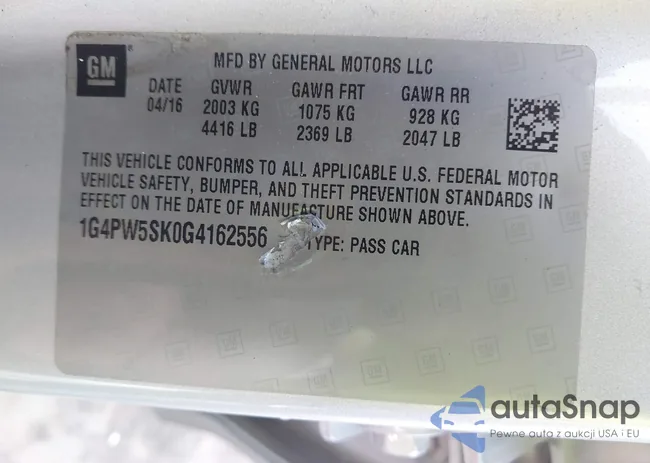 GM
MFD BY GENERAL MOTORS LLC
DATE GVWR GAWR FRT GAWR RR
04/16 2003 KG 1075 KG 928 KG
4416 LB 2369 LB 2047 LB
THIS VEHICLE CONFORMS TO ALL APPLICABLE U.S. FEDERAL MOTOR
VEHICLE SAFETY, BUMPER, AND THEFT PREVENTION STANDARDS IN
EFFECT ON THE DATE OF MANUFACTURE SHOWN ABOVE.
1G4PW5SK0G4162556 TYPE: PASS CAR
autaSnap
Pewne auta z aukcji USA i EU